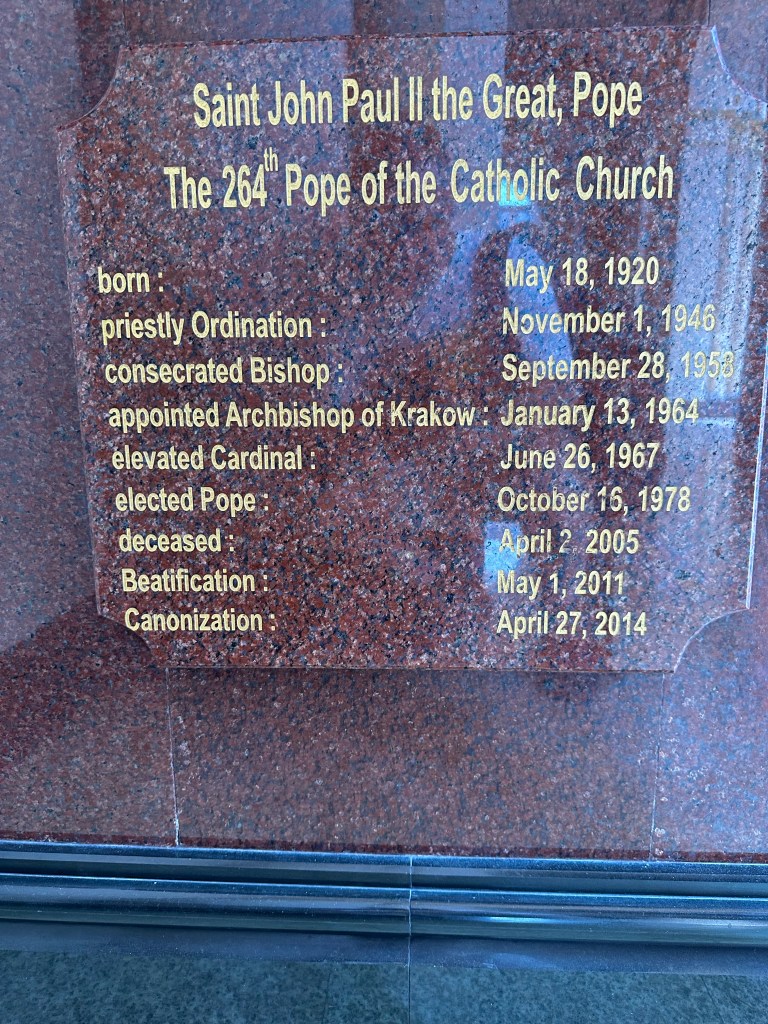 Saint John Paul II the Great, Pope
The 264th Pope of the Catholic Church
born : May 18, 1920
priestly Ordination : November 1, 1946
consecrated Bishop : September 28, 1958
appointed Archbishop of Krakow : January 13, 1964
elevated Cardinal : June 26, 1967
elected Pope : October 16, 1978
deceased : April 2, 2005
Beatification : May 1, 2011
Canonization : April 27, 2014